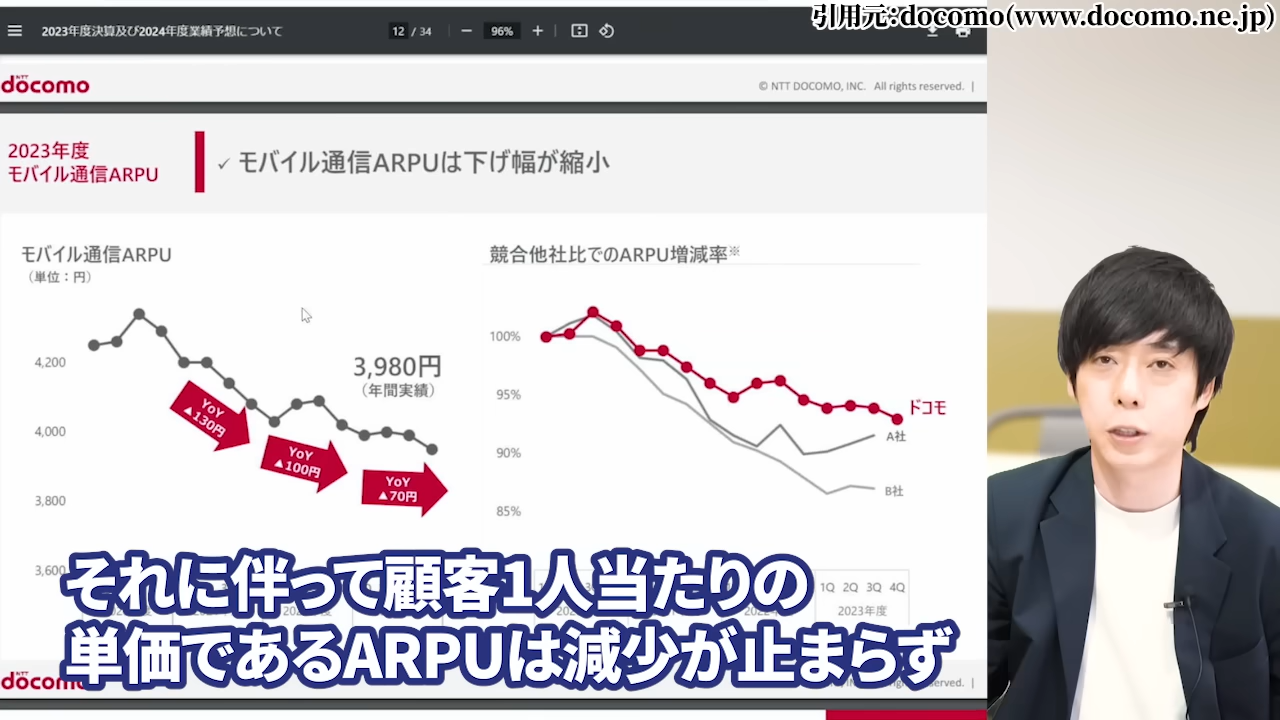 引用元:docomo(www.docomo.ne.jp)
2023年度決算及び2024年度業績予想について
12 / 34
96%
NTT
docomo
© NTT DOCOMO, INC. All rights reserved. |
2023年度
モバイル通信ARPU
✓ モバイル通信ARPUは下げ幅が縮小
モバイル通信ARPU
(単位：円)
4,200
4,000
3,800
3,600
3,980円
(年間実績)
YoY
▲130円
YoY
▲100円
YoY
▲70円
競合他社比でのARPU増減率※
100%
95%
90%
85%
ドコモ
A社
B社
1Q 2Q 3Q 4Q
2023年度
それに伴って顧客1人当たりの
単価であるARPUは減少が止まらず
NTT
docomo